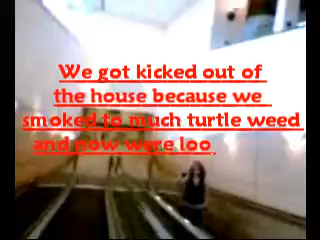 We got kicked out of
the house because we
smoked to much turtle weed
and now were loo